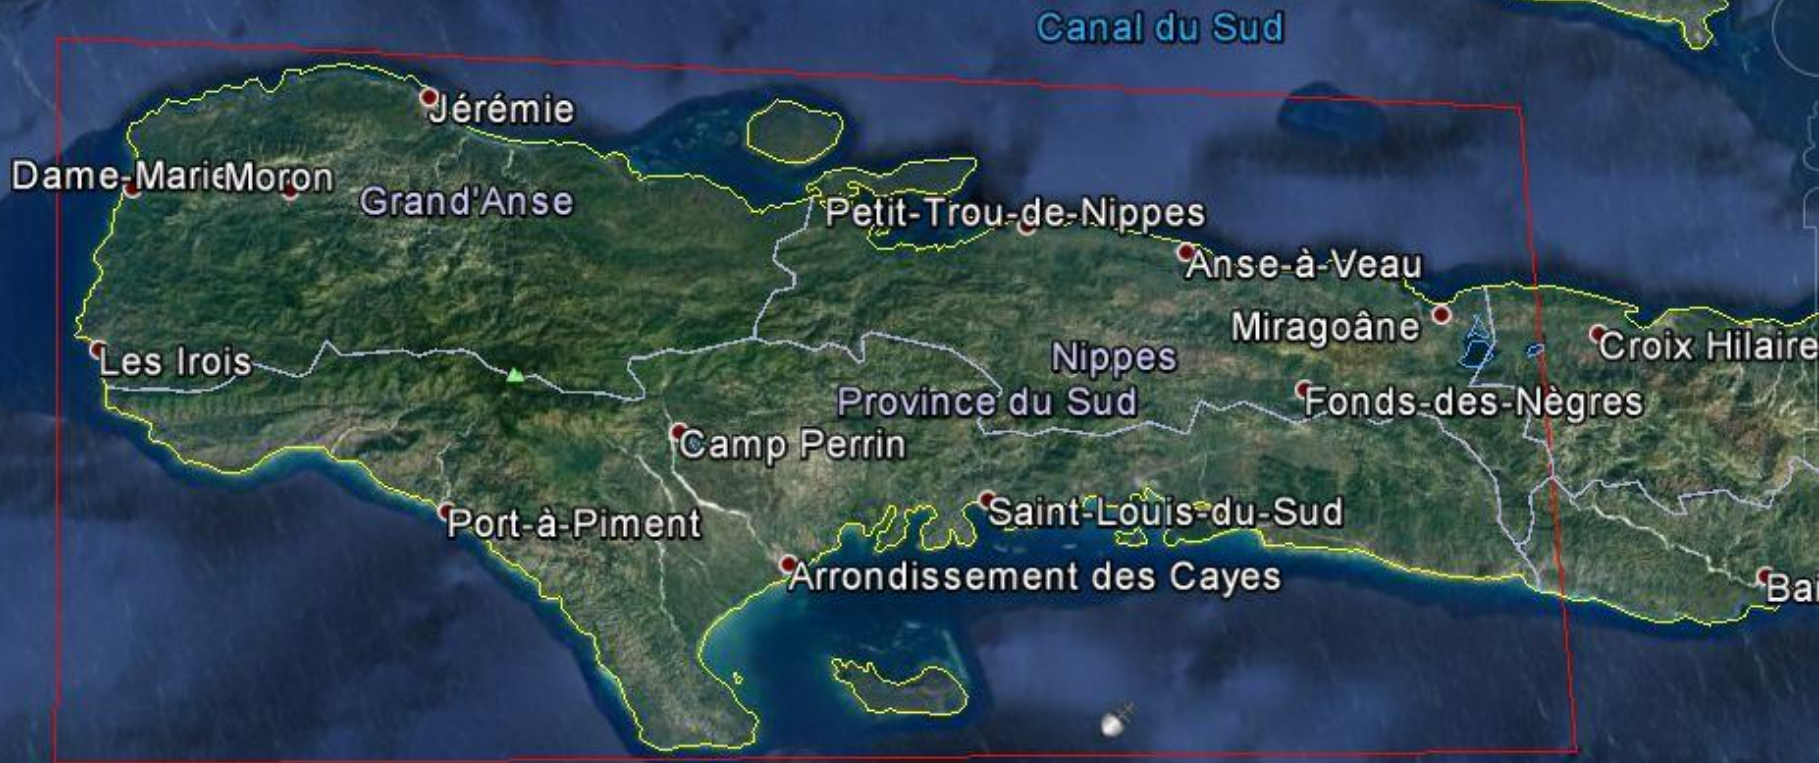 Canal du Sud
Jérémie
Dame-Marie
Moron
Grand'Anse
Petit-Trou-de-Nippes
Anse-à-Veau
Miragoâne
Croix Hilaire
Les Irois
Nippes
Province du Sud
Fonds-des-Nègres
Camp Perrin
Saint-Louis-du-Sud
Port-à-Piment
Arrondissement des Cayes
Bai